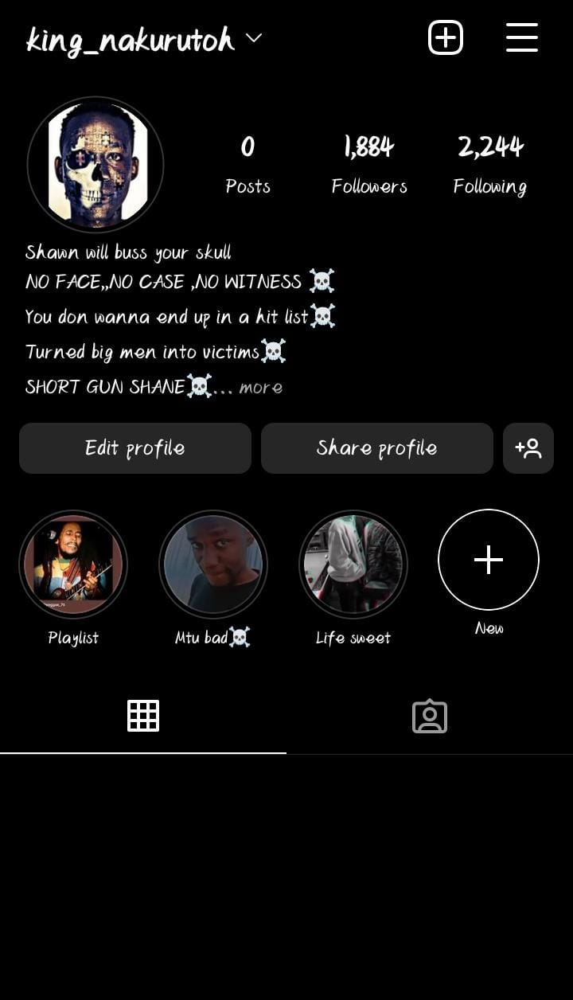 king_nakurutoh
0
1,884
2,244
Posts
Followers
Following
Shawn will buss your skull
NO FACE,,NO CASE ,NO WITNESS ☠️
You don wanna end up in a hit list☠️
Turned big men into victims☠️
SHORT GUN SHANE☠️... more
Edit profile
Share profile
Playlist
Mtu bad☠️
Life sweet
New